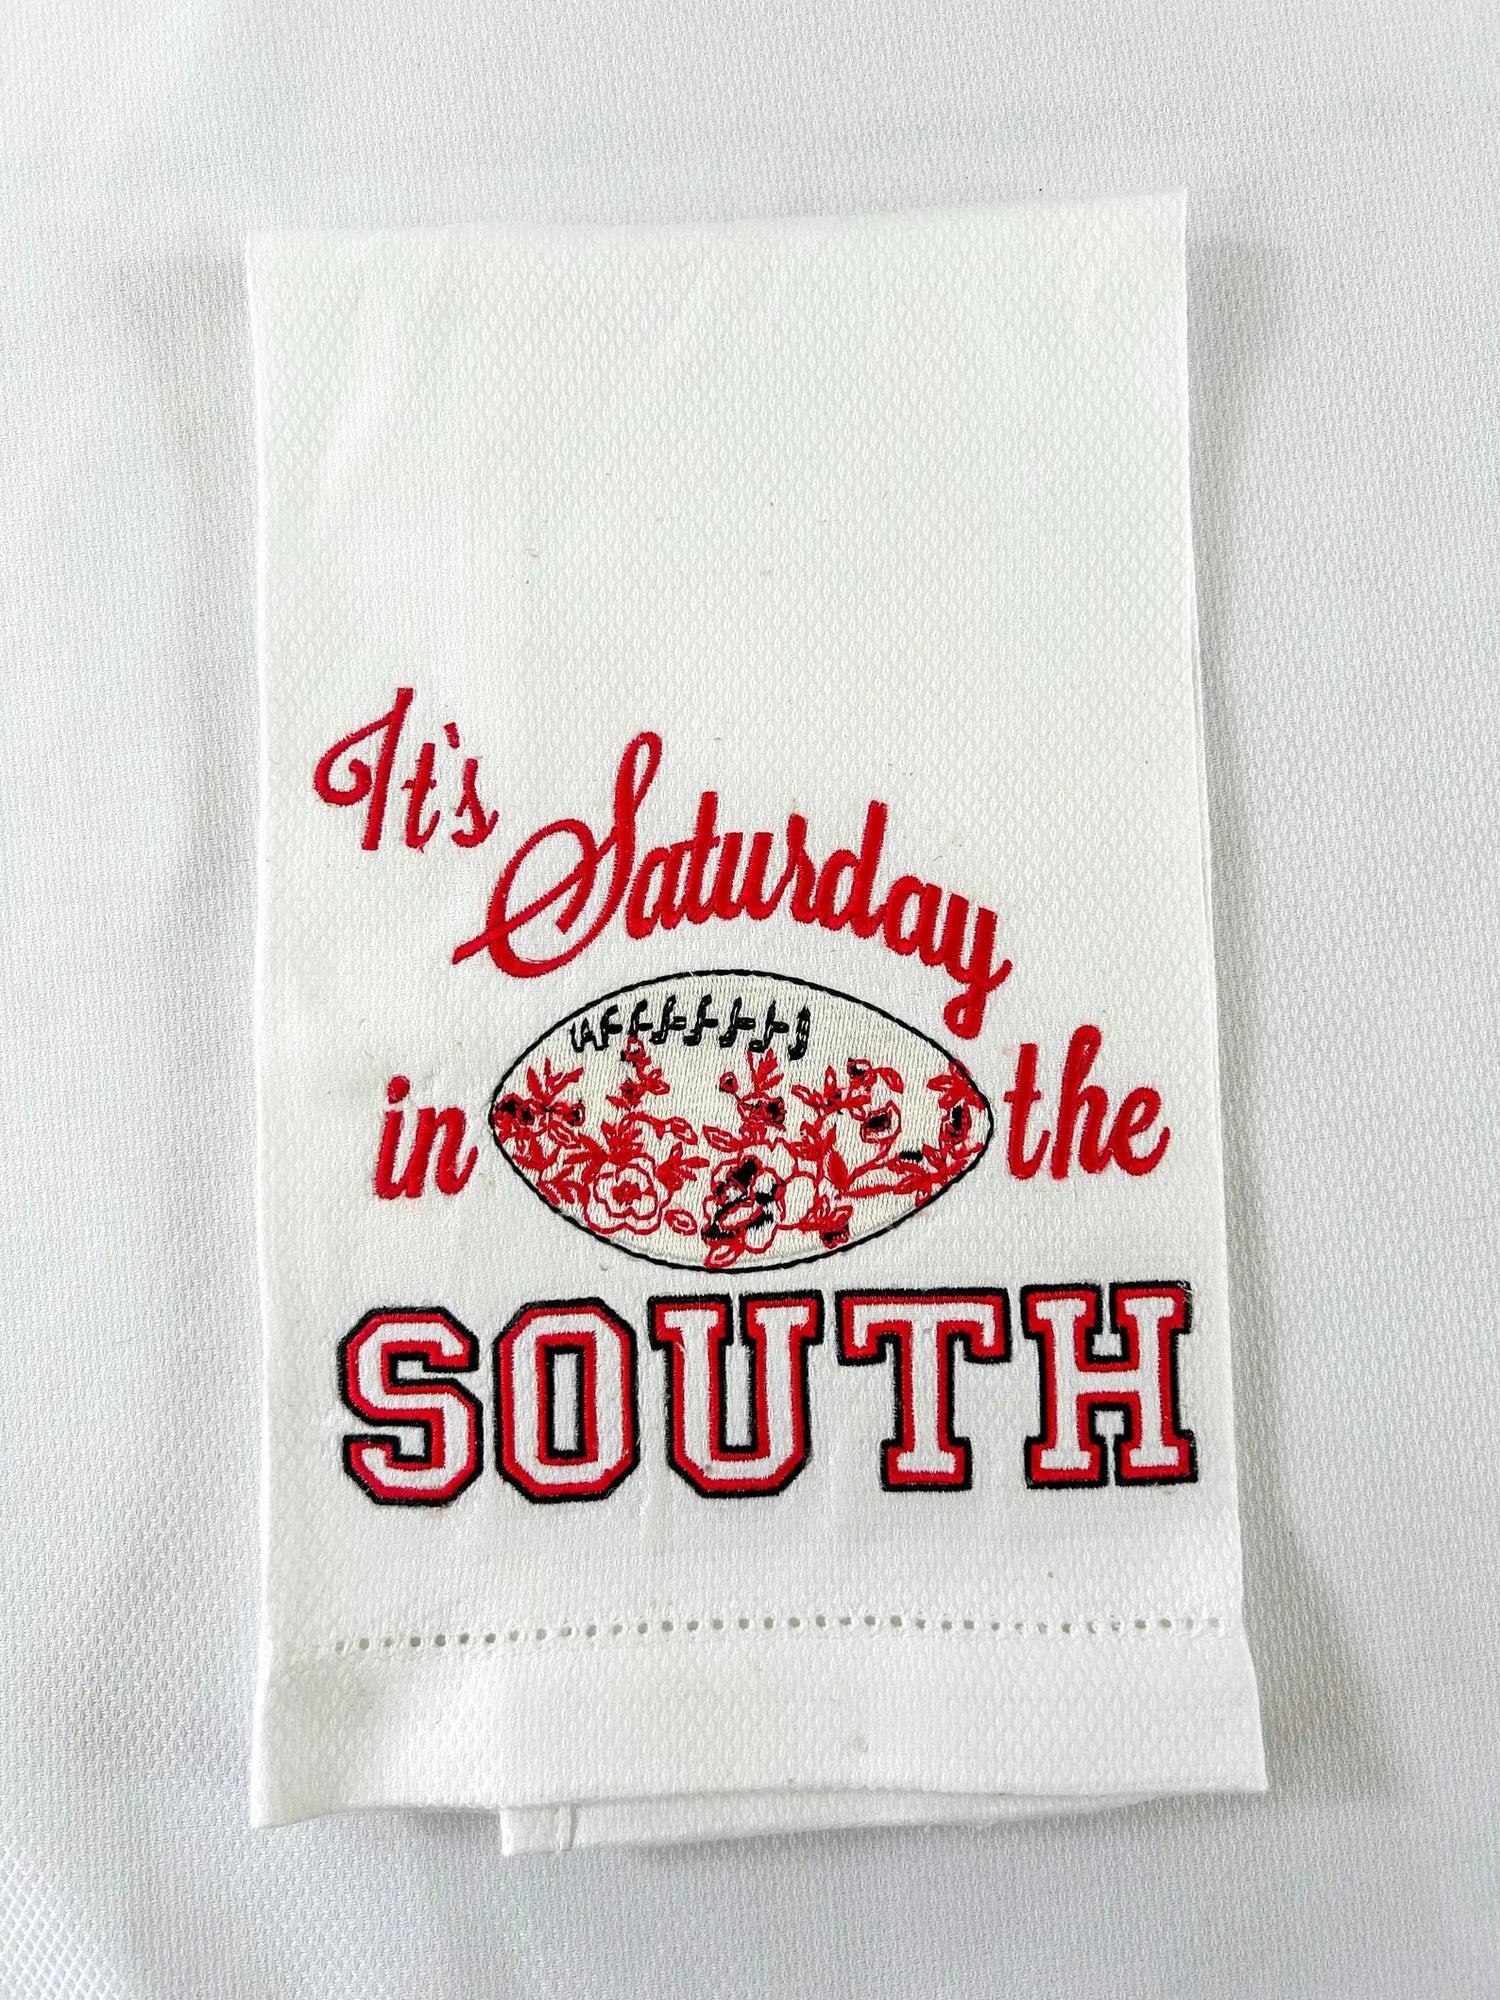 It's Saturday
in the
SOUTH